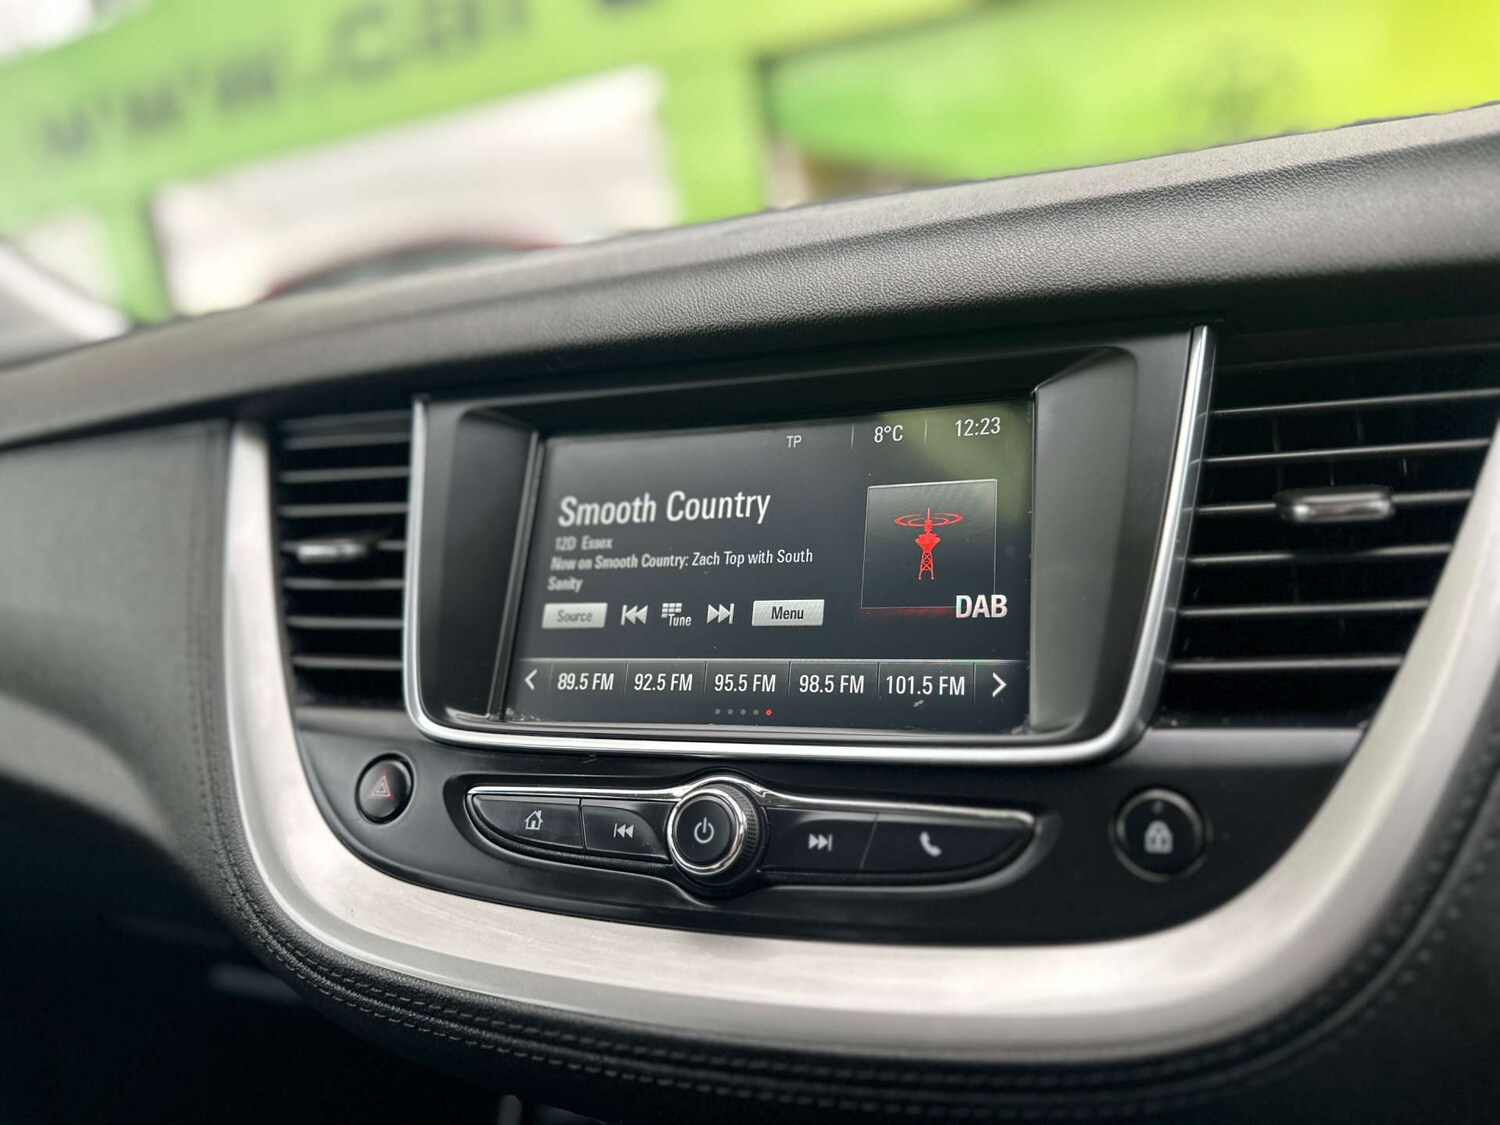 TP 8°C 12:23
Smooth Country
12D Essex
Now on Smooth Country: Zach Top with South
Sanity
Source Tune Menu
DAB
89.5 FM 92.5 FM 95.5 FM 98.5 FM 101.5 FM